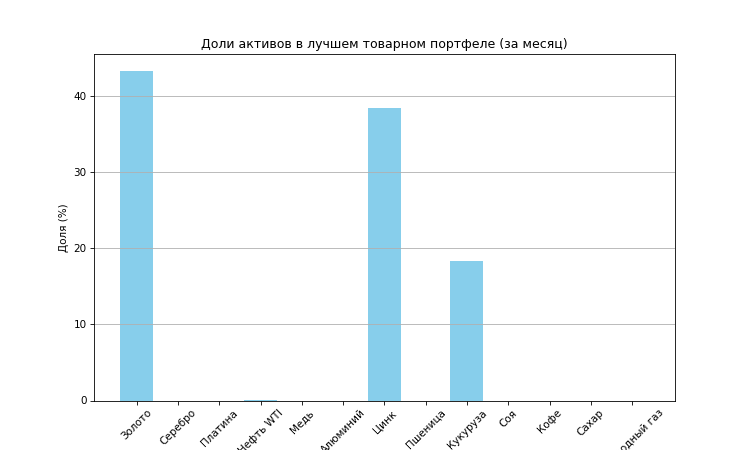 Доли активов в лучшем товарном портфеле (за месяц)
Доля (%)
40
30
20
10
0
Золото
Серебро
Платина
Нефть WTI
Медь
Алюминий
Цинк
Пшеница
Кукуруза
Соя
Кофе
Сахар
газ